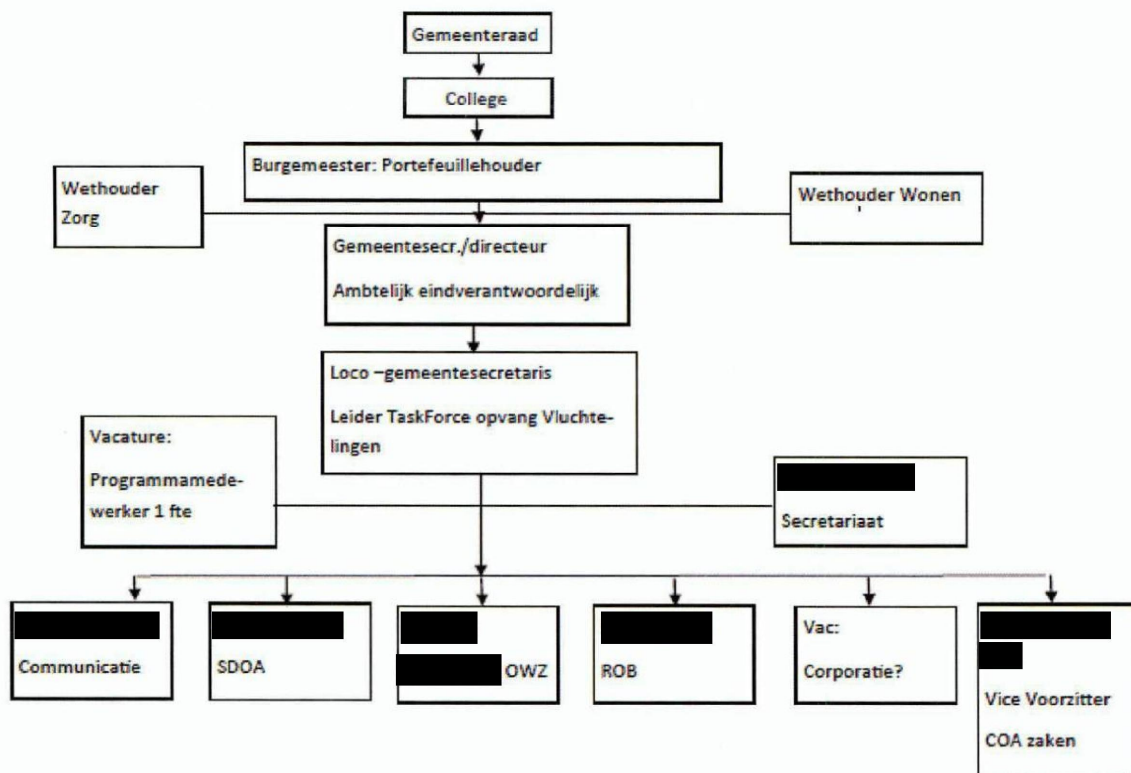 Gemeenteraad
College
Burgemeester: Portefeuillehouder
Wethouder
Zorg
Wethouder Wonen
Gemeentesecr./directeur
Ambtelijk eindverantwoordelijk
Loco –gemeentesecretaris
Leider TaskForce opvang Vluchte-
lingen
Vacature:
Programmamede-
werker 1 fte
Secretariaat
Communicatie
SDOA
OWZ
ROB
Vac:
Corporatie?
Vice Voorzitter
COA zaken